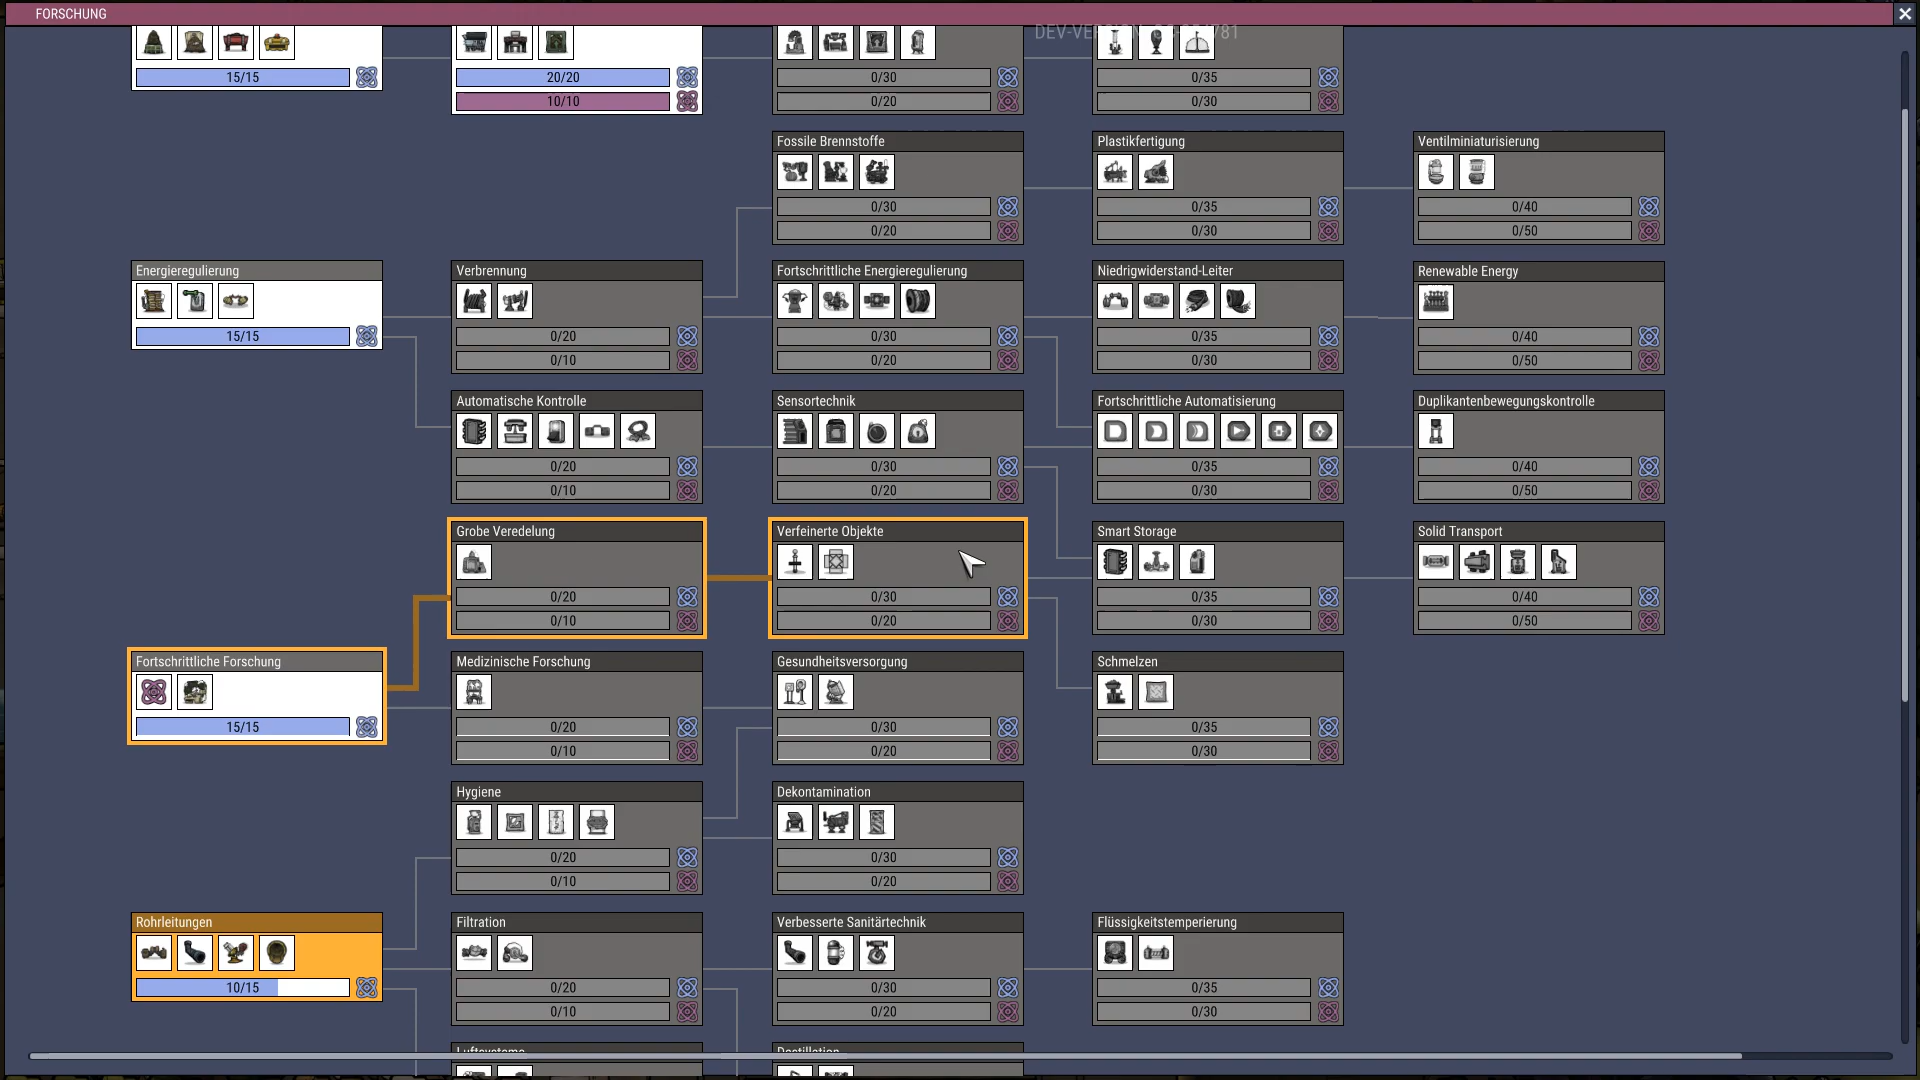 FORSCHUNG
15/15
20/20
0/30
0/35
10/10
0/20
0/30
Fossile Brennstoffe
Plastikfertigung
Ventilminiaturisierung
0/30
0/35
0/40
0/20
0/30
0/50
Energieregulierung
Verbrennung
Fortschrittliche Energieregulierung
Niedrigwiderstand-Leiter
Renewable Energy
15/15
0/20
0/30
0/35
0/40
0/10
0/20
0/30
0/50
Automatische Kontrolle
Sensortechnik
Fortschrittliche Automatisierung
Duplikantenbewegungskontrolle
0/20
0/30
0/35
0/40
0/10
0/20
0/30
0/50
Grobe Veredelung
Verfeinerte Objekte
Smart Storage
Solid Transport
0/20
0/30
0/35
0/40
0/10
0/20
0/30
0/50
Fortschrittliche Forschung
Medizinische Forschung
Gesundheitsversorgung
Schmelzen
15/15
0/20
0/30
0/35
0/10
0/20
0/30
Hygiene
Dekontamination
0/20
0/30
0/10
0/20
Rohrleitungen
Filtration
Verbesserte Sanitärtechnik
Flüssigkeitstemperierung
10/15
0/20
0/30
0/35
0/10
0/20
0/30
Luftsysteme
Destillation